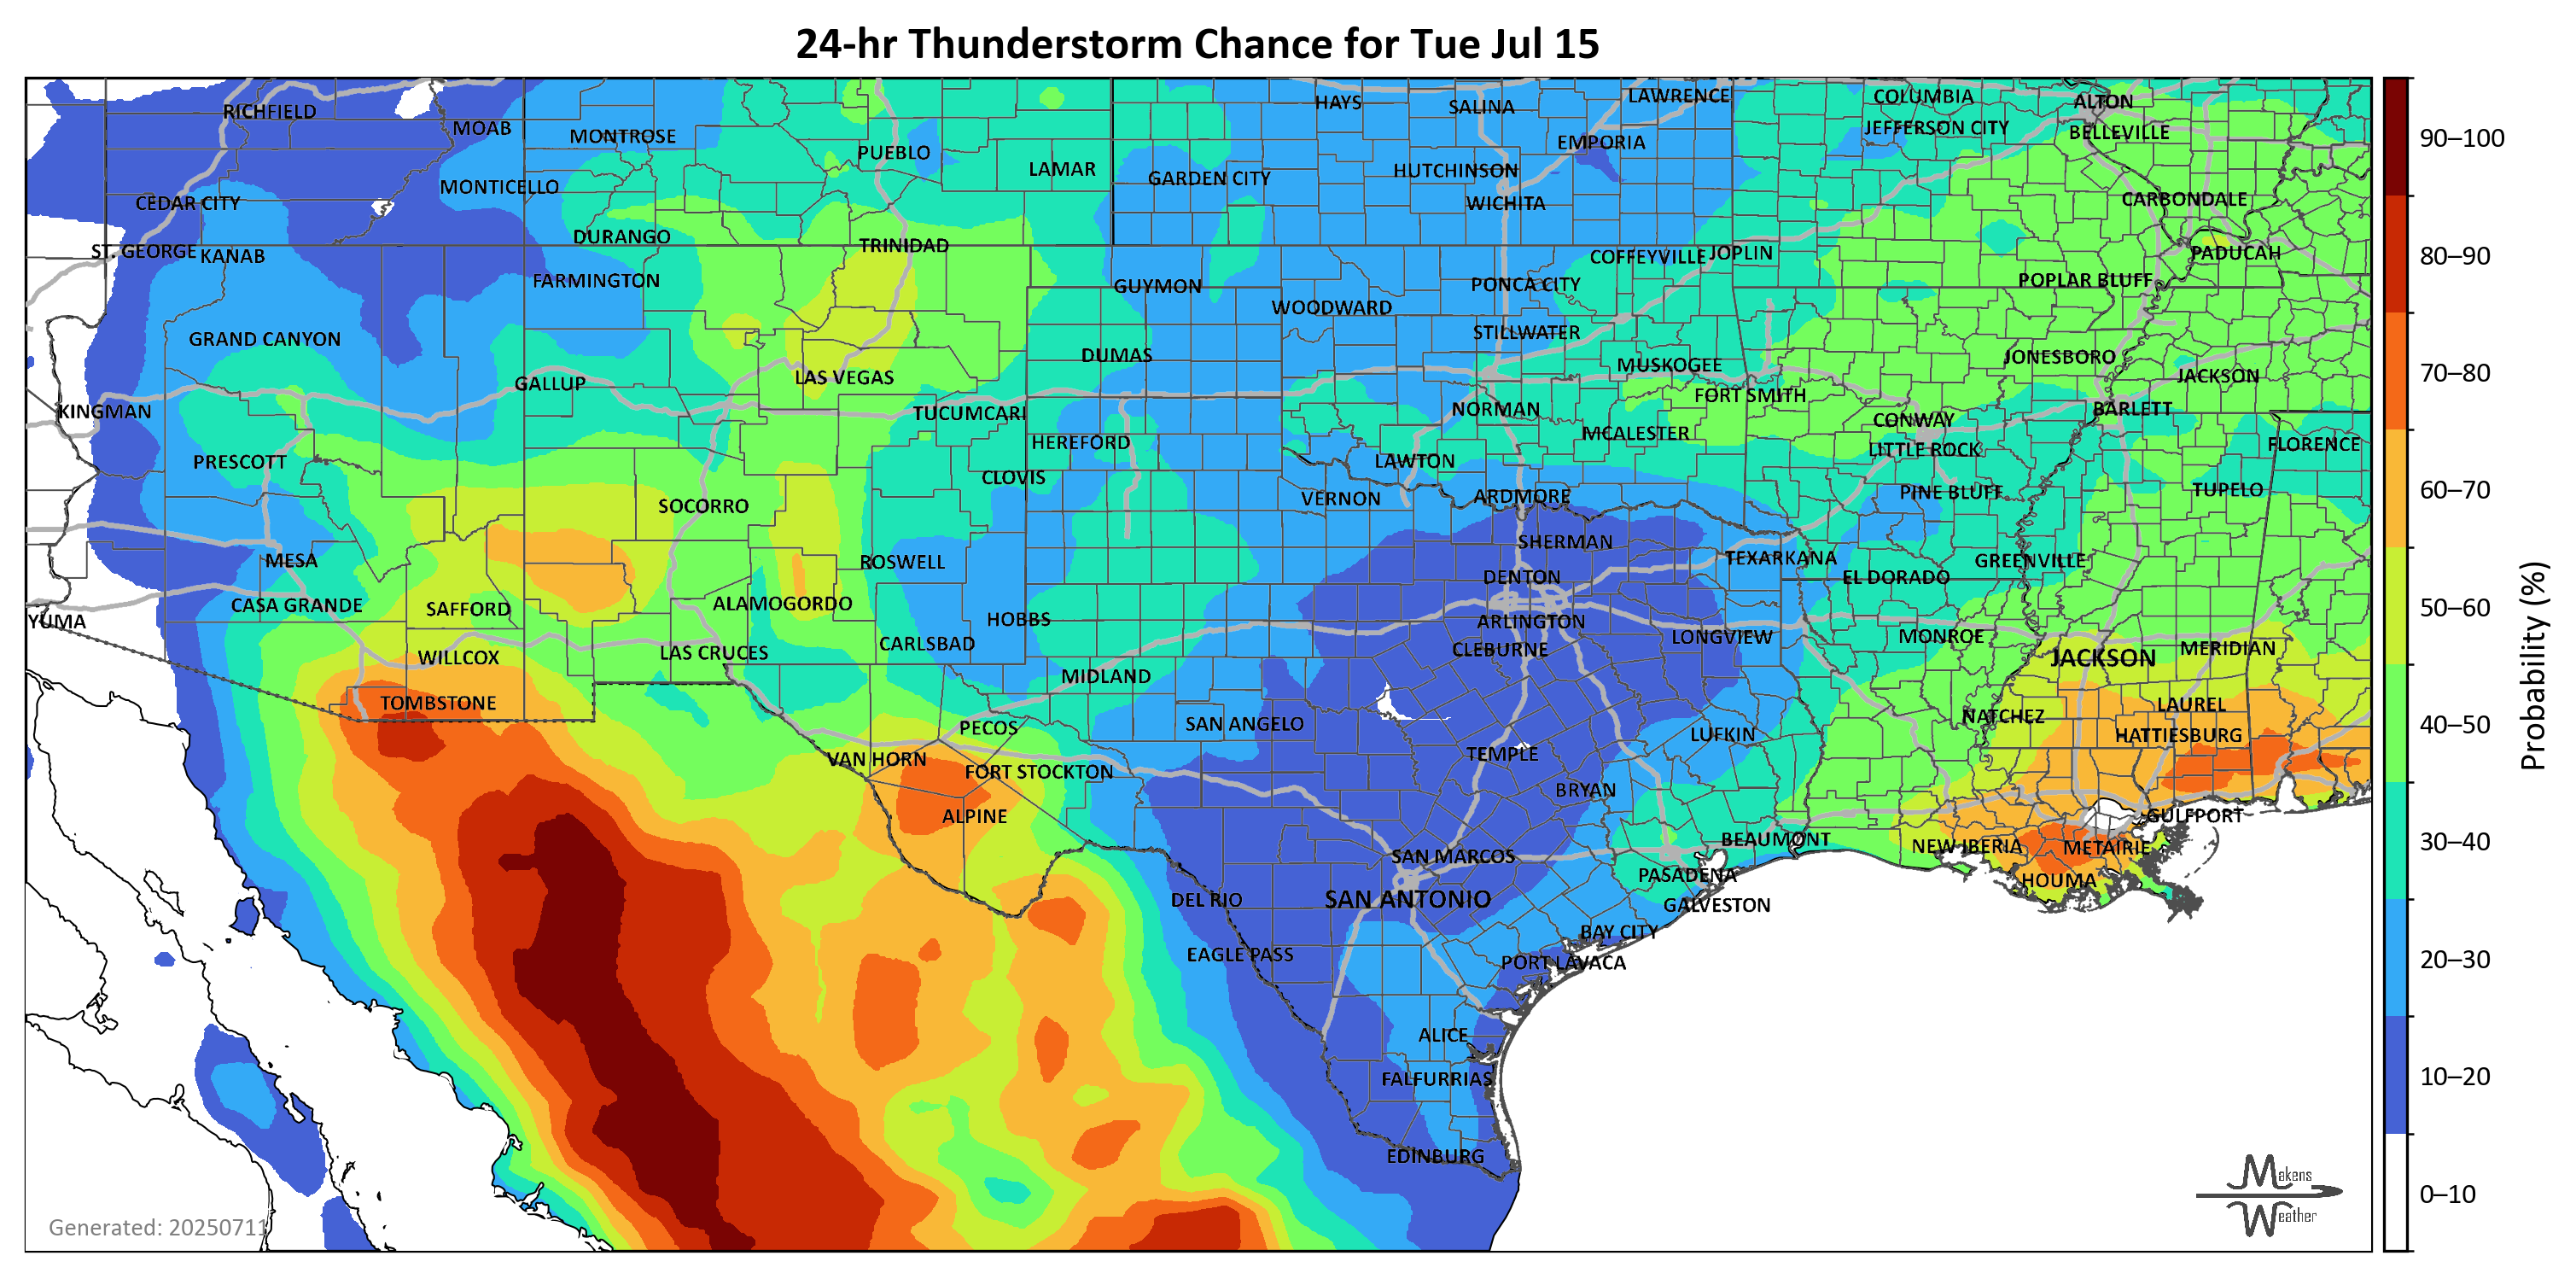 24-hr Thunderstorm Chance for Tue Jul 15
HAYS
SALINA
LAWRENCE
COLUMBIA
ALTON
RICHFIELD
MOAB
MONTROSE
PUEBLO
EMPORIA
JEFFERSON CITY
BELLEVILLE
90–100
LAMAR
GARDEN CITY
HUTCHINSON
MONTICELLO
CEDAR CITY
WICHITA
CARBONDALE
DURANGO
TRINIDAD
ST. GEORGE
KANAB
COFFEYVILLE
JOPLIN
PADUCAH
80–90
FARMINGTON
GUYMON
PONCA CITY
POPLAR BLUFF
WOODWARD
GRAND CANYON
DUMAS
STILLWATER
JONESBORO
MUSKOGEE
JACKSON
70–80
GALLUP
LAS VEGAS
FORT SMITH
KINGMAN
TUCUMCARI
NORMAN
CONWAY
BARLETT
HEREFORD
MCALESTER
LITTLE ROCK
FLORENCE
PRESCOTT
CLOVIS
LAWTON
SOCORRO
VERNON
ARDMORE
PINE BLUFF
TUPELO
60–70
MESA
ROSWELL
SHERMAN
TEXARKANA
GREENVILLE
DENTON
EL DORADO
CASA GRANDE
SAFFORD
ALAMOGORDO
HOBBS
50–60
YUMA
ARLINGTON
CARLSBAD
CLEBURNE
LONGVIEW
MONROE
WILLCOX
LAS CRUCES
JACKSON
MERIDIAN
Probability (%)
TOMBSTONE
MIDLAND
LAUREL
PECOS
SAN ANGELO
NATCHEZ
40–50
VAN HORN
FORT STOCKTON
TEMPLE
LUFKIN
HATTIESBURG
ALPINE
BRYAN
GULFPORT
SAN MARCOS
BEAUMONT
NEW IBERIA
METAIRIE
30–40
DEL RIO
SAN ANTONIO
PASADENA
HOUMA
GALVESTON
EAGLE PASS
BAY CITY
PORT LAVACA
20–30
ALICE
FALFURRIAS
10–20
EDINBURG
Makens
Weather
0–10
Generated: 20250711